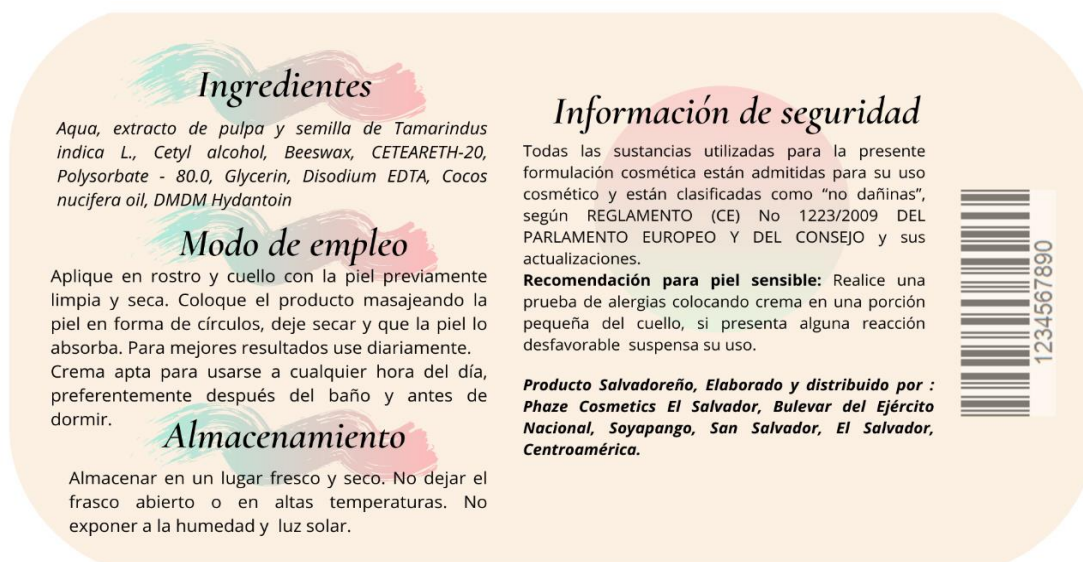 Ingredientes
Aqua, extracto de pulpa y semilla de Tamarindus
indica L., Cetyl alcohol, Beeswax, CETEARETH-20,
Polysorbate - 80.0, Glycerin, Disodium EDTA, Cocos
nucifera oil, DMDM Hydantoin
Modo de empleo
Aplique en rostro y cuello con la piel previamente
limpia y seca. Coloque el producto masajeando la
piel en forma de círculos, deje secar y que la piel lo
absorba. Para mejores resultados use diariamente.
Crema apta para usarse a cualquier hora del día,
preferentemente después del baño y antes de
dormir.
Almacenamiento
Almacenar en un lugar fresco y seco. No dejar el
frasco abierto o en altas temperaturas. No
exponer a la humedad y luz solar.
Información de seguridad
Todas las sustancias utilizadas para la presente
formulación cosmética están admitidas para su uso
cosmético y están clasificadas como “no dañinas”,
según REGLAMENTO (CE) No 1223/2009 DEL
PARLAMENTO EUROPEO Y DEL CONSEJO y sus
actualizaciones.
Recomendación para piel sensible: Realice una
prueba de alergias colocando crema en una porción
pequeña del cuello, si presenta alguna reacción
desfavorable suspensa su uso.
Producto Salvadoreño, Elaborado y distribuido por :
Phaze Cosmetics El Salvador, Bulevar del Ejército
Nacional, Soyapango, San Salvador, El Salvador,
Centroamérica.
1234567890